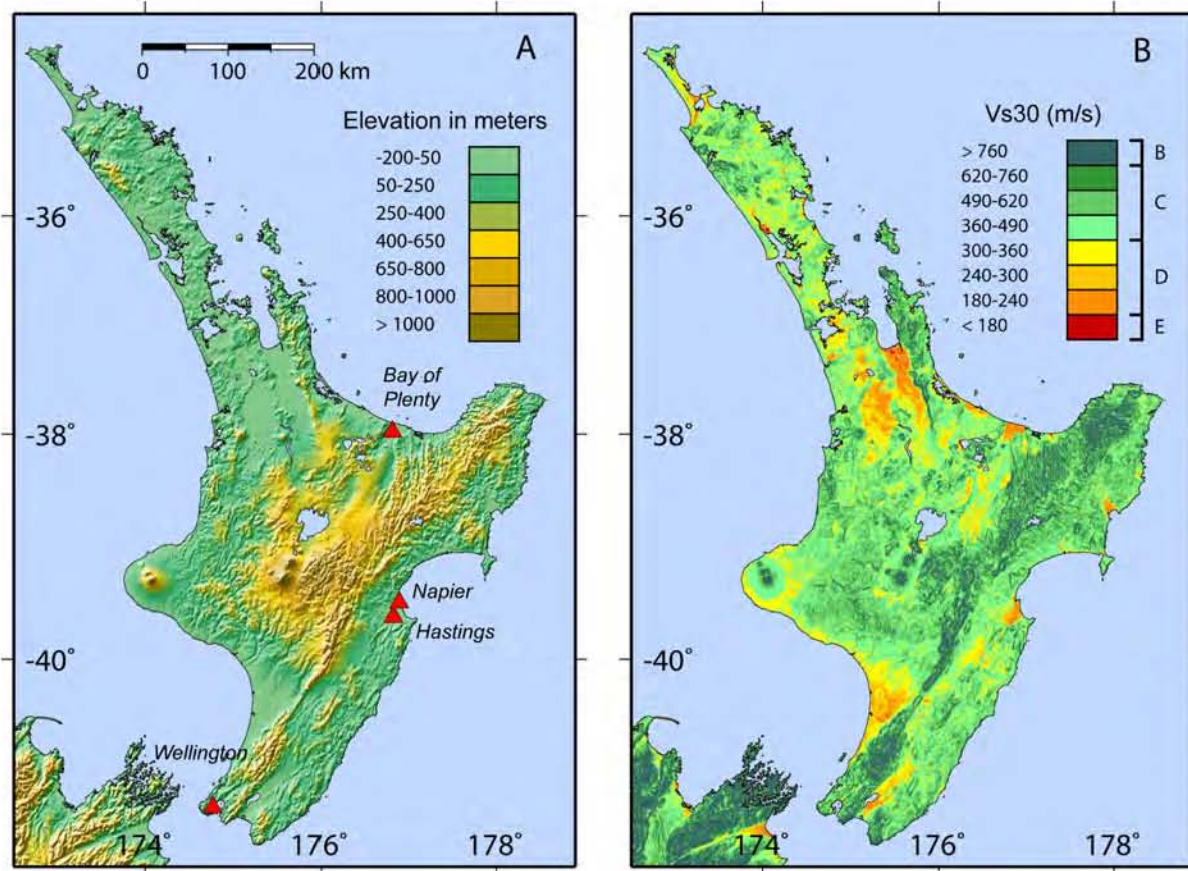 A
0 100 200 km
Elevation in meters
-200-50
50-250
250-400
400-650
650-800
800-1000
> 1000
-36°
Bay of
Plenty
-38°
Napier
Hastings
-40°
Wellington
174° 176° 178°
B
Vs30 (m/s)
> 760 B
620-760
490-620 C
360-490
300-360
240-300 D
180-240
< 180 E
-36°
-38°
-40°
174° 176° 178°